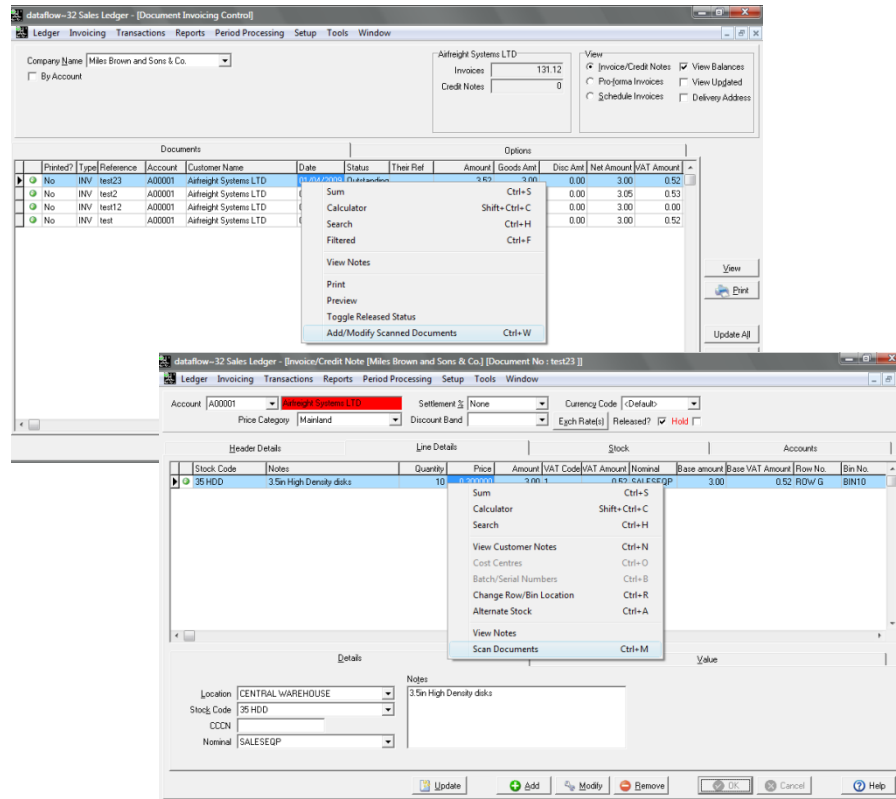 dataflow~32 Sales Ledger - [Document Invoicing Control]
Ledger Invoicing Transactions Reports Period Processing Setup Tools Window
Company Name Miles Brown and Sons & Co.
By Account
Airfreight Systems LTD
Invoices 131.12
Credit Notes 0
View
Invoice/Credit Notes View Balances
Pro-forma Invoices View Updated
Schedule Invoices Delivery Address
Documents Options
Printed? Type Reference Account Customer Name Date Status Their Ref Amount Goods Amt Disc Amt Net Amount VAT Amount
No INV test23 A00001 Airfreight Systems LTD 01/04/2009 Outstanding 3.52 3.00 0.00 3.00 0.52
No INV test2 A00001 Airfreight Systems LTD 0.00 3.05 0.53
No INV test12 A00001 Airfreight Systems LTD 0.00 3.00 0.00
No INV test A00001 Airfreight Systems LTD 0.00 3.00 0.52
Sum Ctrl+S
Calculator Shift+Ctrl+C
Search Ctrl+H
Filtered Ctrl+F
View Notes
Print
Preview
Toggle Released Status
Add/Modify Scanned Documents Ctrl+W
View
Print
Update All
dataflow~32 Sales Ledger - [Invoice/Credit Note [Miles Brown and Sons & Co.] [Document No : test23 ]]
Ledger Invoicing Transactions Reports Period Processing Setup Tools Window
Account A00001 Airfreight Systems LTD Settlement % None Currency Code <Default>
Price Category Mainland Discount Band Exch Rate(s) Released? Hold
Header Details Line Details Stock Accounts
Stock Code Notes Quantity Price Amount VAT Code VAT Amount Nominal Base amount Base VAT Amount Row No. Bin No.
35 HDD 3.5in High Density disks 10 0.300000 3.00 1 0.52 SALESEQP 3.00 0.52 ROW G BIN10
Sum Ctrl+S
Calculator Shift+Ctrl+C
Search Ctrl+H
View Customer Notes Ctrl+N
Cost Centres Ctrl+O
Batch/Serial Numbers Ctrl+B
Change Row/Bin Location Ctrl+R
Alternate Stock Ctrl+A
View Notes
Scan Documents Ctrl+M
Details Value
Location CENTRAL WAREHOUSE
Stock Code 35 HDD
CCCN
Nominal SALESEQP
Notes
3.5in High Density disks
Update Add Modify Remove OK Cancel Help